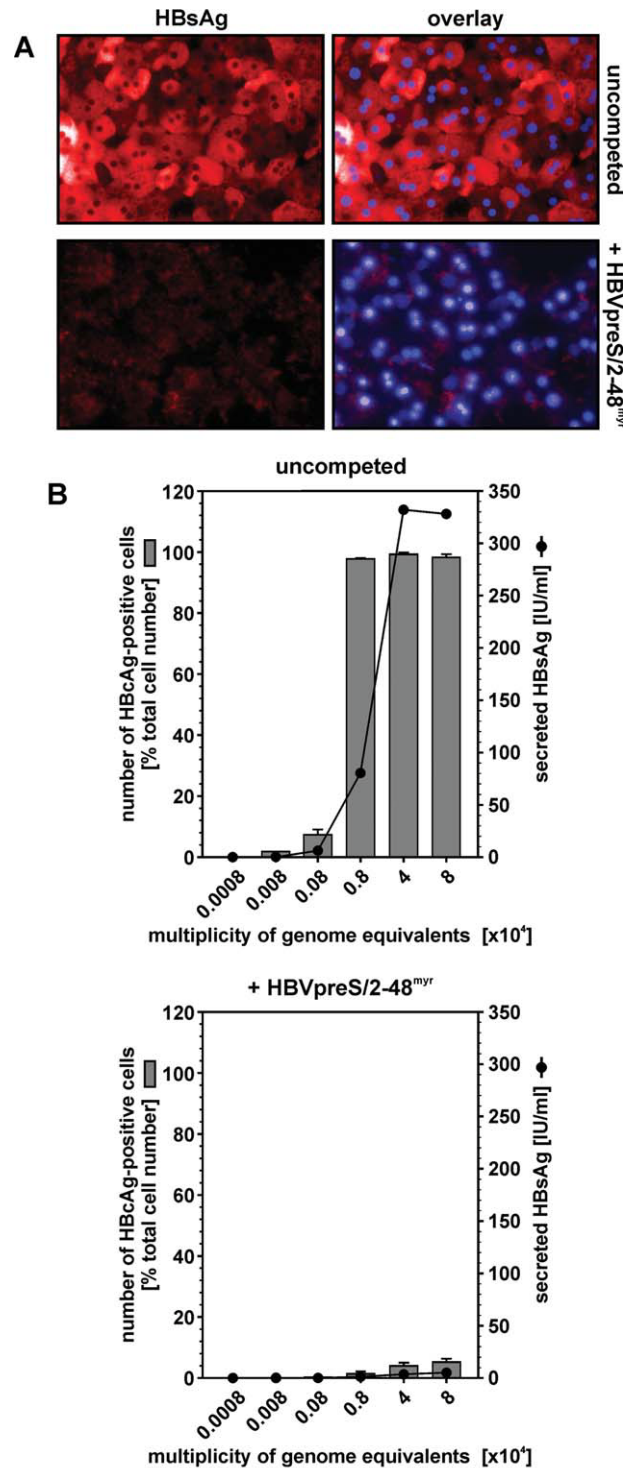 HBsAg
overlay
A
uncompeted
+ HBVpreS/2-48myr
B
uncompeted
number of HBcAg-positive cells
[% total cell number]
120
100
80
60
40
20
0
350
300
250
200
150
100
50
0
secreted HBsAg [IU/ml]
0.0008
0.008
0.08
0.8
4
8
multiplicity of genome equivalents [x10⁴]
+ HBVpreS/2-48myr
number of HBcAg-positive cells
[% total cell number]
120
100
80
60
40
20
0
350
300
250
200
150
100
50
0
secreted HBsAg [IU/ml]
0.0008
0.008
0.08
0.8
4
8
multiplicity of genome equivalents [x10⁴]